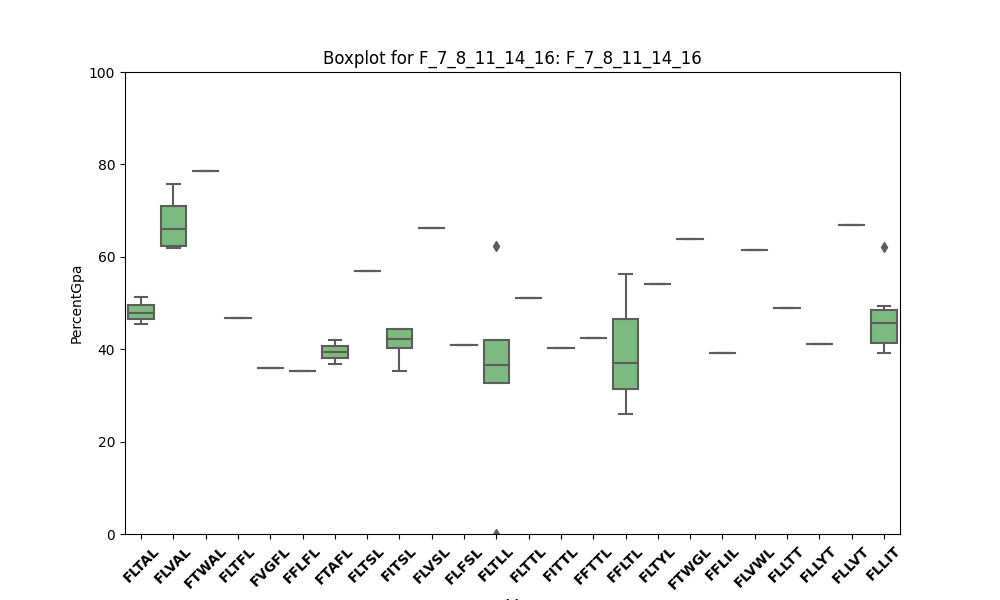 Boxplot for F_7_8_11_14_16: F_7_8_11_14_16
PercentGpa
100
80
60
40
20
0
FLTAL
FLVAL
FTWAL
FLTFL
FVGFL
FFLFL
FTAFL
FLTSL
FITSL
FLVSL
FLFSL
FLTLL
FLTTL
FITTL
FFTTL
FFLTL
FLTYL
FTWGL
FFLIL
FLVWL
FLLTT
FLLYT
FLLVT
FLLIT